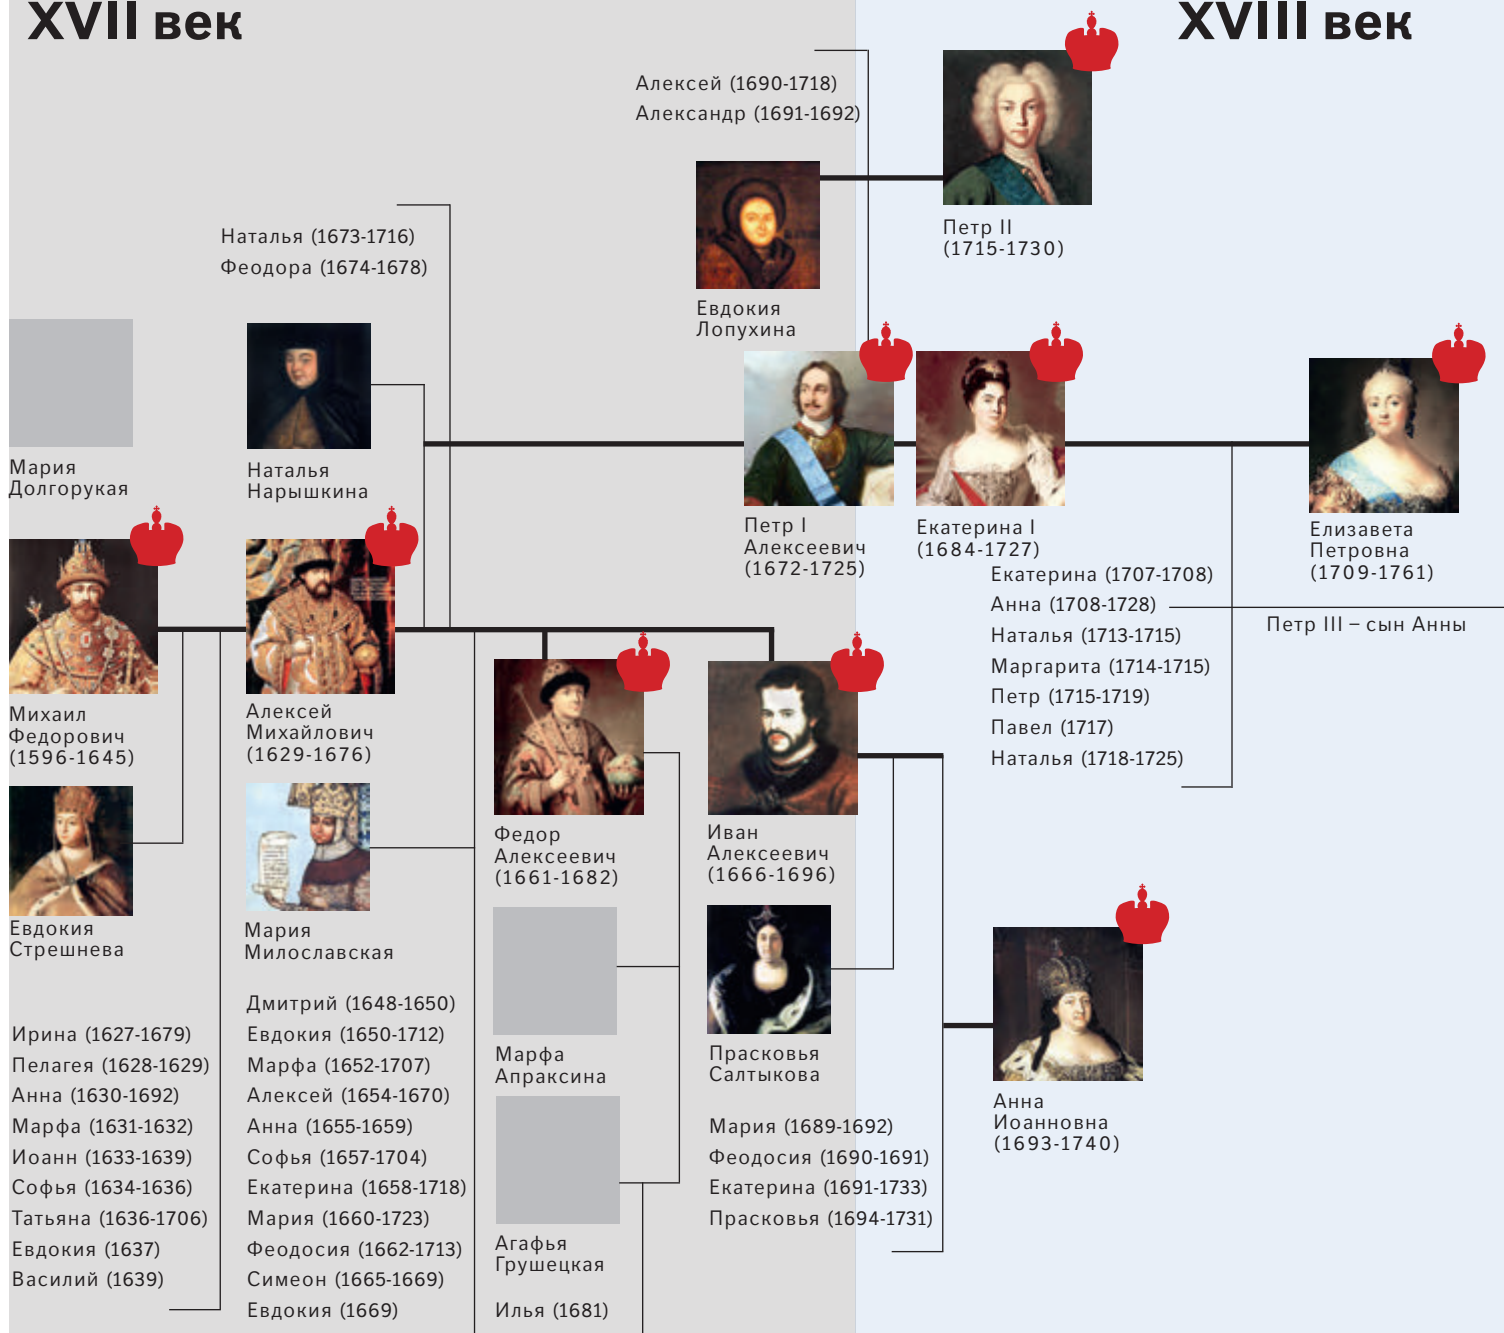 XVII век
XVIII век
Алексей (1690-1718)
Александр (1691-1692)
Петр II
(1715-1730)
Евдокия
Лопухина
Наталья (1673-1716)
Феодора (1674-1678)
Мария
Долгорукая
Наталья
Нарышкина
Петр I
Алексеевич
(1672-1725)
Екатерина I
(1684-1727)
Елизавета
Петровна
(1709-1761)
Екатерина (1707-1708)
Анна (1708-1728)
Наталья (1713-1715)
Маргарита (1714-1715)
Петр (1715-1719)
Павел (1717)
Наталья (1718-1725)
Петр III – сын Анны
Михаил
Федорович
(1596-1645)
Алексей
Михайлович
(1629-1676)
Федор
Алексеевич
(1661-1682)
Иван
Алексеевич
(1666-1696)
Евдокия
Стрешнева
Мария
Милославская
Марфа
Апраксина
Прасковья
Салтыкова
Анна
Иоанновна
(1693-1740)
Ирина (1627-1679)
Пелагея (1628-1629)
Анна (1630-1692)
Марфа (1631-1632)
Иоанн (1633-1639)
Софья (1634-1636)
Татьяна (1636-1706)
Евдокия (1637)
Василий (1639)
Дмитрий (1648-1650)
Евдокия (1650-1712)
Марфа (1652-1707)
Алексей (1654-1670)
Анна (1655-1659)
Софья (1657-1704)
Екатерина (1658-1718)
Мария (1660-1723)
Феодосия (1662-1713)
Симеон (1665-1669)
Евдокия (1669)
Агафья
Грушецкая
Илья (1681)
Мария (1689-1692)
Феодосия (1690-1691)
Екатерина (1691-1733)
Прасковья (1694-1731)